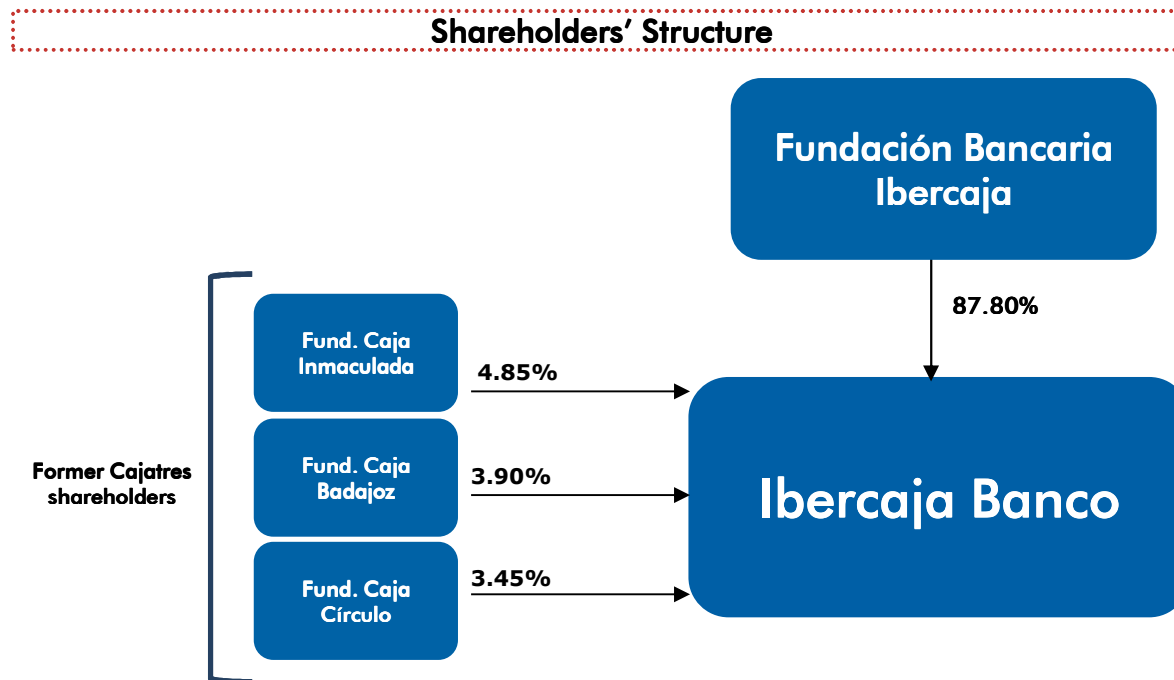 Shareholders’ Structure
Fundación Bancaria
Ibercaja
87.80%
Fund. Caja
Inmaculada
4.85%
Former Cajatres
shareholders
Fund. Caja
Badajoz
3.90%
Ibercaja Banco
Fund. Caja
Círculo
3.45%